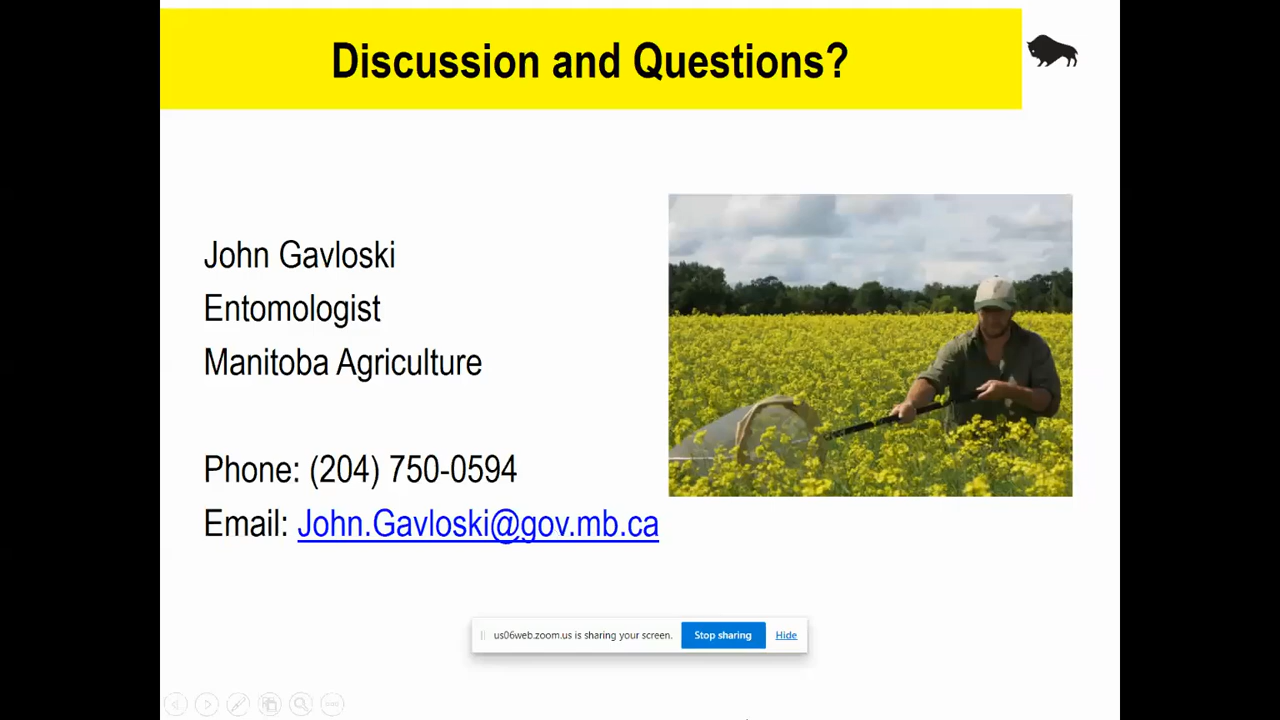 Discussion and Questions?
John Gavloski
Entomologist
Manitoba Agriculture
Phone: (204) 750-0594
Email: John.Gavloski@gov.mb.ca
us06web.zoom.us is sharing your screen. Stop sharing Hide